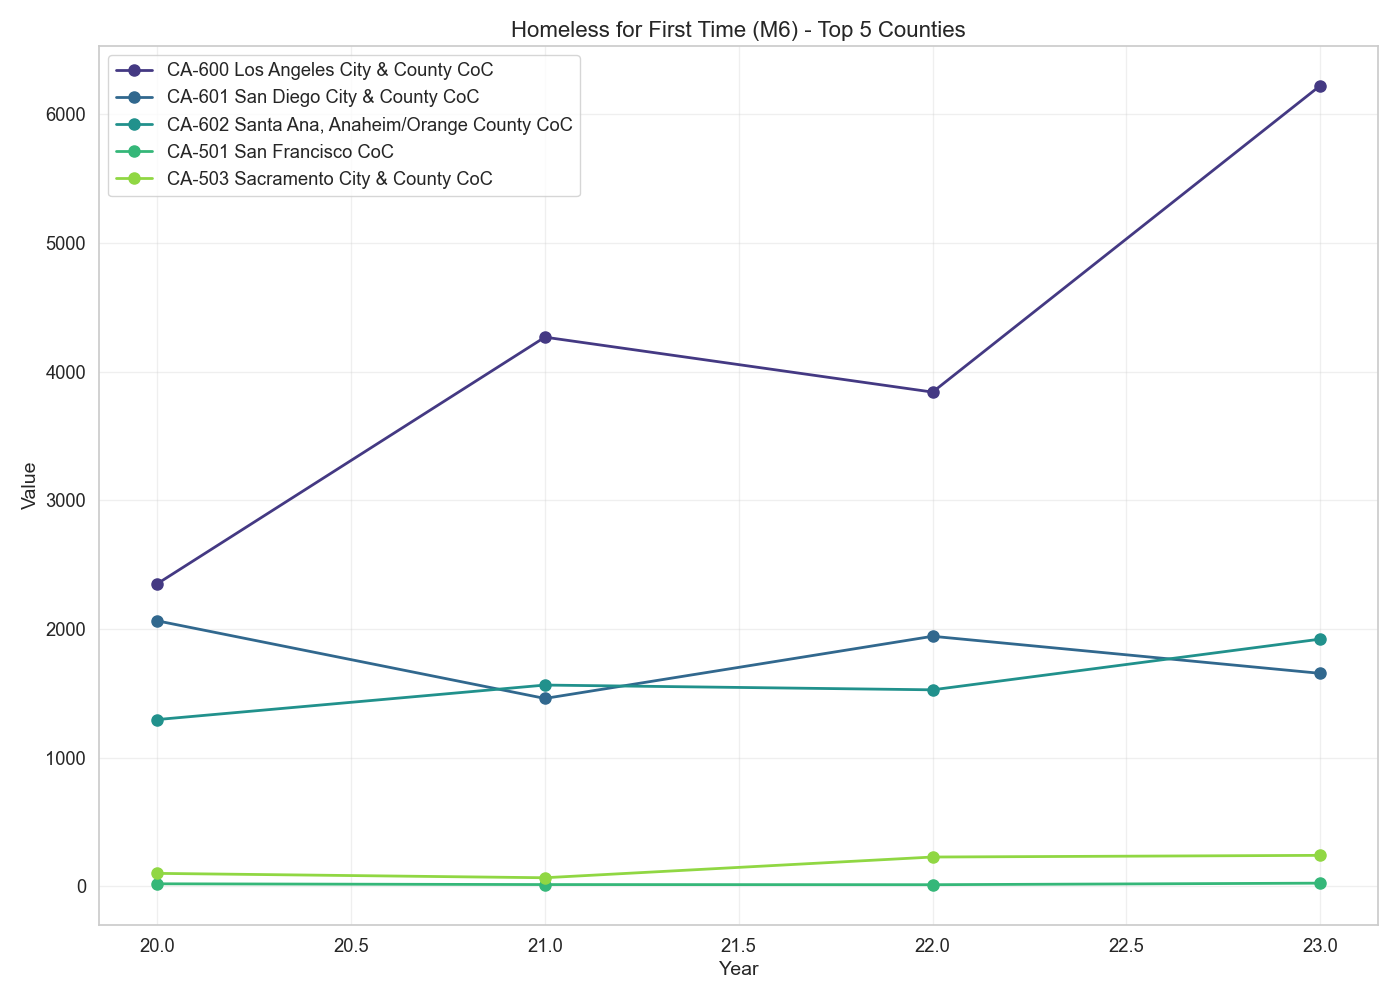 Homeless for First Time (M6) - Top 5 Counties
CA-600 Los Angeles City & County CoC
CA-601 San Diego City & County CoC
CA-602 Santa Ana, Anaheim/Orange County CoC
CA-501 San Francisco CoC
CA-503 Sacramento City & County CoC
6000
5000
4000
3000
2000
1000
0
Value
20.0 20.5 21.0 21.5 22.0 22.5 23.0
Year